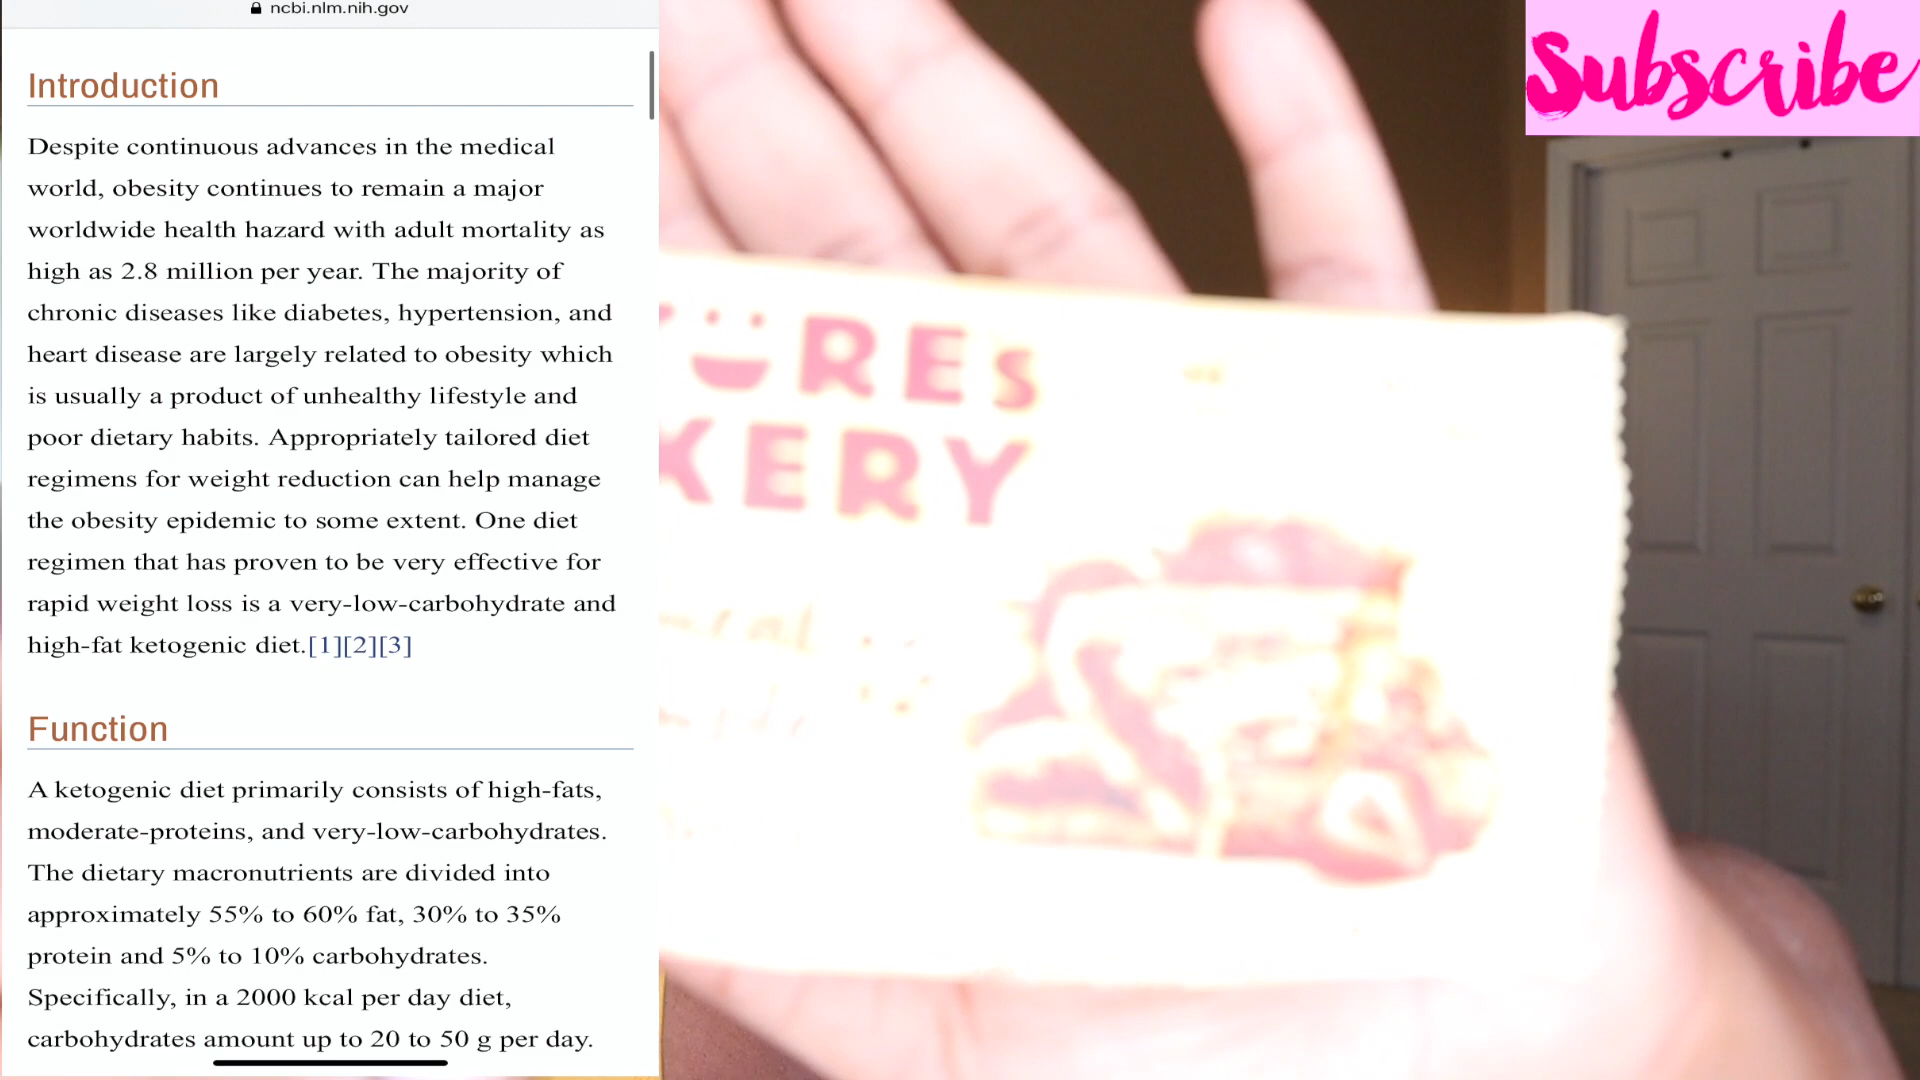 ncbi.nlm.nih.gov
Introduction
Despite continuous advances in the medical
world, obesity continues to remain a major
worldwide health hazard with adult mortality as
high as 2.8 million per year. The majority of
chronic diseases like diabetes, hypertension, and
heart disease are largely related to obesity which
is usually a product of unhealthy lifestyle and
poor dietary habits. Appropriately tailored diet
regimens for weight reduction can help manage
the obesity epidemic to some extent. One diet
regimen that has proven to be very effective for
rapid weight loss is a very-low-carbohydrate and
high-fat ketogenic diet.[1][2][3]
Function
A ketogenic diet primarily consists of high-fats,
moderate-proteins, and very-low-carbohydrates.
The dietary macronutrients are divided into
approximately 55% to 60% fat, 30% to 35%
protein and 5% to 10% carbohydrates.
Specifically, in a 2000 kcal per day diet,
carbohydrates amount up to 20 to 50 g per day.
URES
KERY
Subscribe